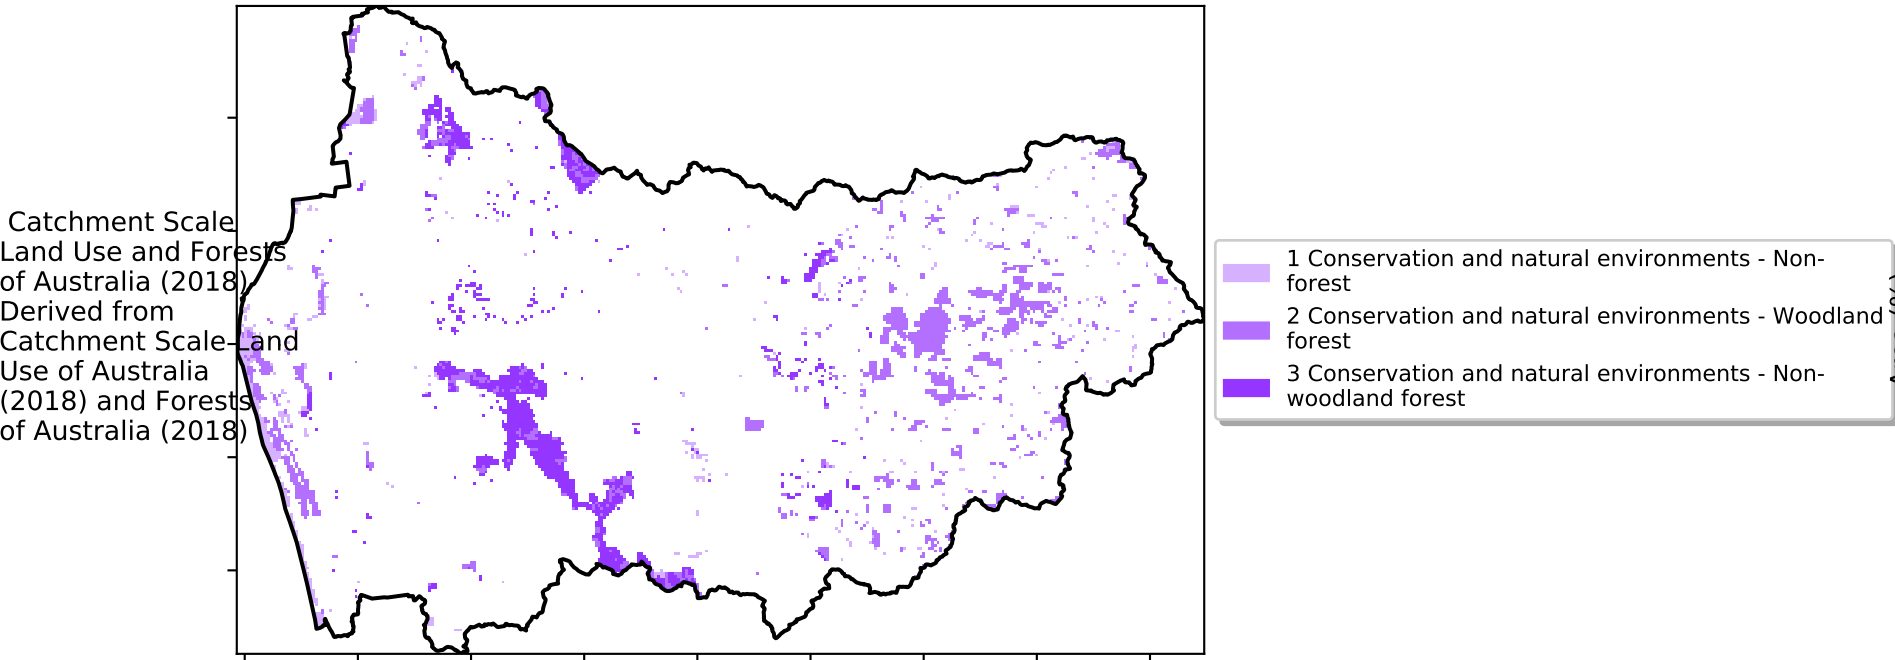 Catchment Scale
Land Use and Forests
of Australia (2018)
Derived from
Catchment Scale Land
Use of Australia
(2018) and Forests
of Australia (2018)
1 Conservation and natural environments - Non-
forest
2 Conservation and natural environments - Woodland
forest
3 Conservation and natural environments - Non-
woodland forest